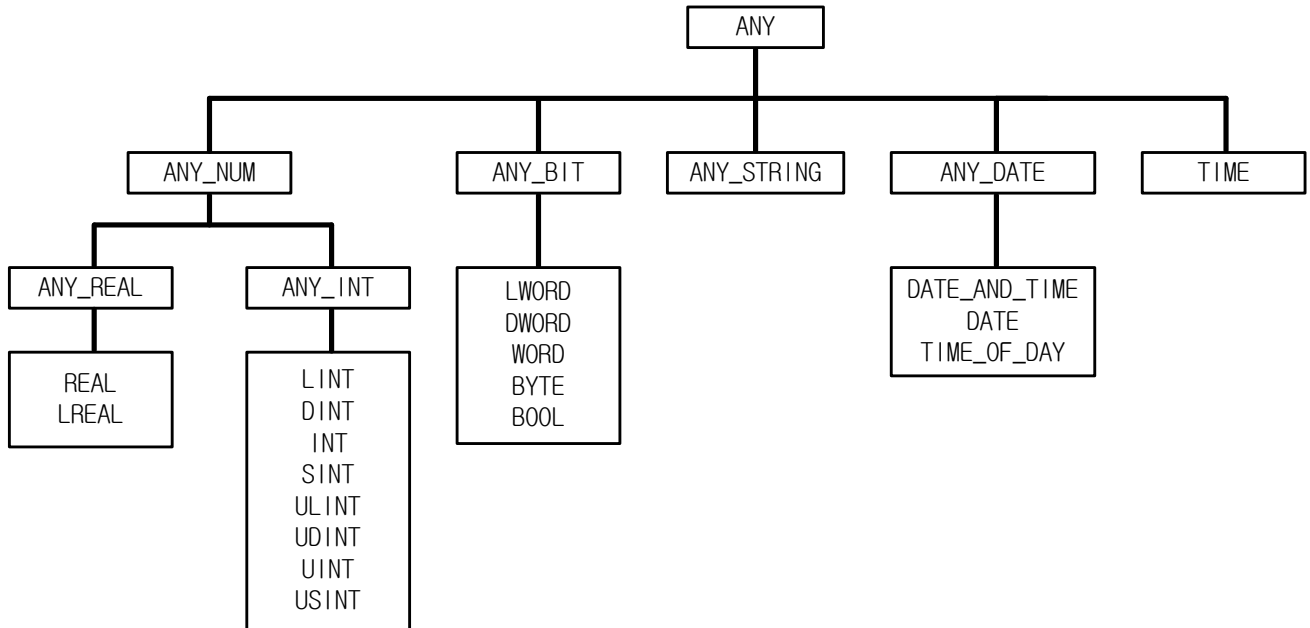 ANY
ANY_NUM
ANY_BIT
ANY_STRING
ANY_DATE
TIME
ANY_REAL
ANY_INT
REAL
LREAL
LINT
DINT
INT
SINT
ULINT
UDINT
UINT
USINT
LWORD
DWORD
WORD
BYTE
BOOL
DATE_AND_TIME
DATE
TIME_OF_DAY